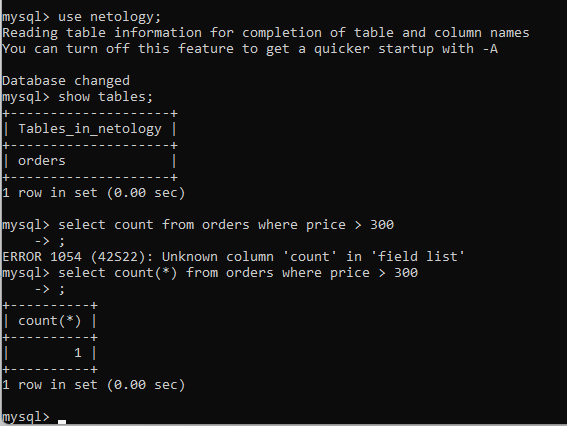 mysql> use netology;
Reading table information for completion of table and column names
You can turn off this feature to get a quicker startup with -A

Database changed
mysql> show tables;
+--------------------+
| Tables_in_netology |
+--------------------+
| orders             |
+--------------------+
1 row in set (0.00 sec)

mysql> select count from orders where price > 300
    -> ;
ERROR 1054 (42S22): Unknown column 'count' in 'field list'
mysql> select count(*) from orders where price > 300
    -> ;
+----------+
| count(*) |
+----------+
|        1 |
+----------+
1 row in set (0.00 sec)

mysql>